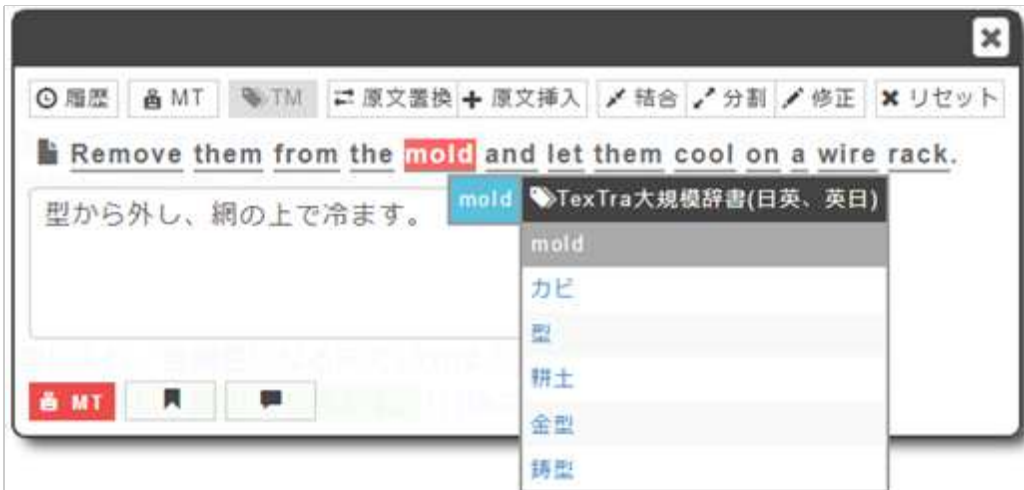 履歴 MT TM 原文置換 原文挿入 結合 分割 修正 リセット
Remove them from the mold and let them cool on a wire rack.
型から外し、網の上で冷ます。
mold TexTra大規模辞書(日英、英日)
mold
カビ
型
耕土
金型
鋳型
MT